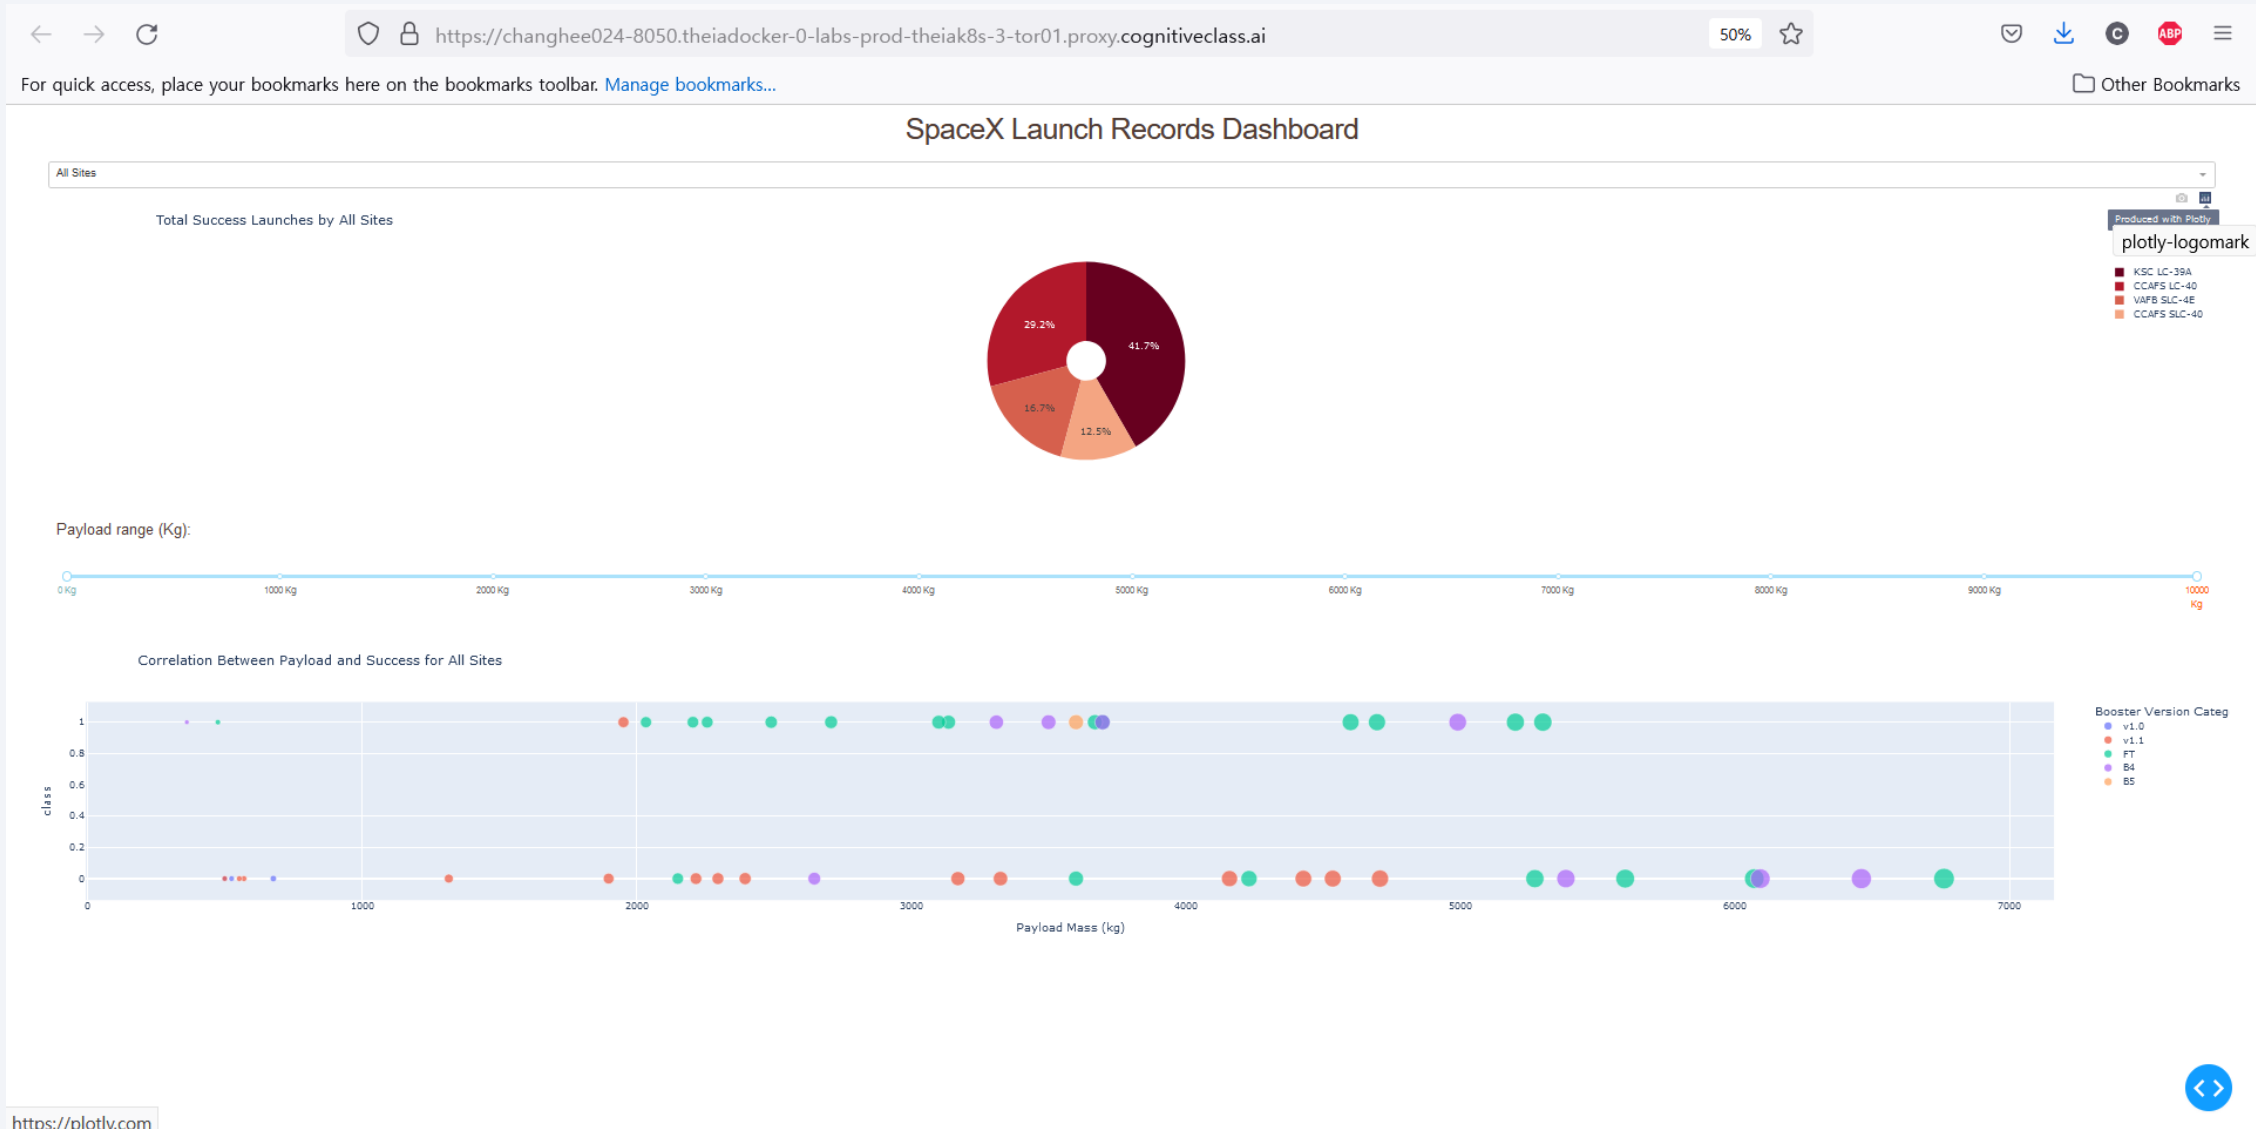 https://changhee024-8050.theiadocker-0-labs-prod-theiak8s-3-tor01.proxy.cognitiveclass.ai
50%
C
ABP
For quick access, place your bookmarks here on the bookmarks toolbar. Manage bookmarks...
Other Bookmarks
SpaceX Launch Records Dashboard
All Sites
Total Success Launches by All Sites
Produced with Plotly
plotly-logomark
KSC LC-39A
CCAFS LC-40
VAFB SLC-4E
CCAFS SLC-40
29.2%
41.7%
16.7%
12.5%
Payload range (Kg):
0 Kg 1000 Kg 2000 Kg 3000 Kg 4000 Kg 5000 Kg 6000 Kg 7000 Kg 8000 Kg 9000 Kg 10000
Kg
Correlation Between Payload and Success for All Sites
Booster Version Categ
v1.0
v1.1
FT
B4
B5
1
0.8
0.6
0.4
0.2
0
class
0 1000 2000 3000 4000 5000 6000 7000
Payload Mass (kg)
https://plotly.com